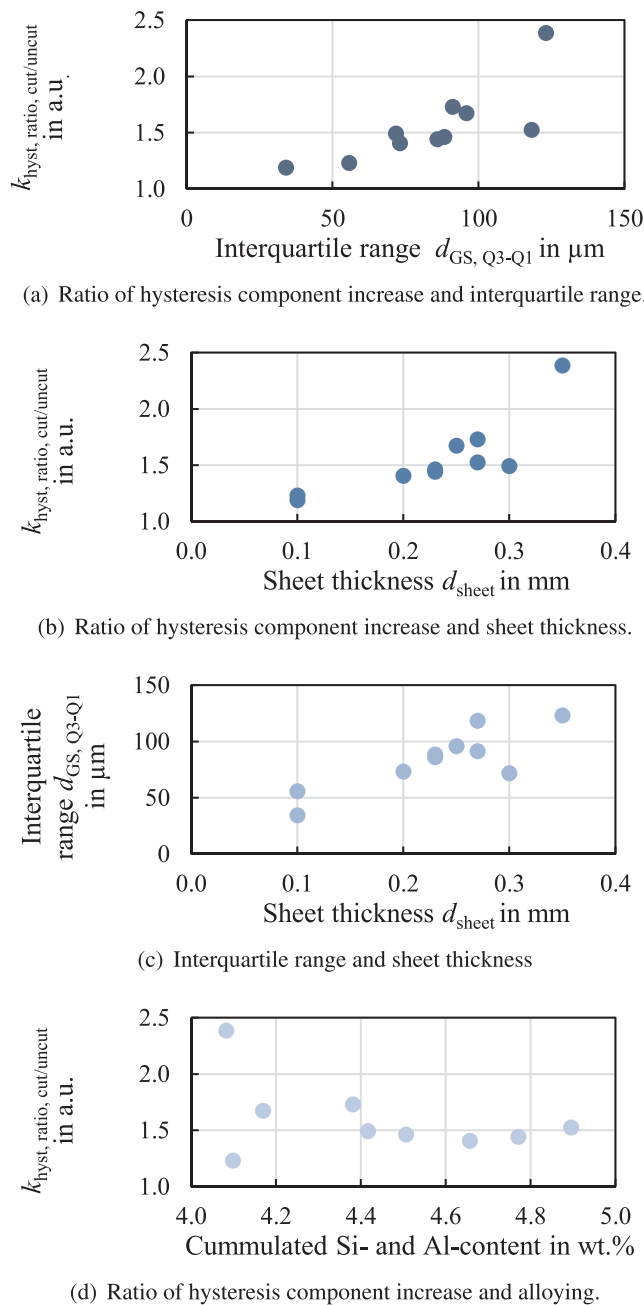 2.5
2.0
1.5
1.0
k_hyst, ratio, cut/uncut
in a.u.
0 50 100 150
Interquartile range d_GS, Q3-Q1 in µm
(a) Ratio of hysteresis component increase and interquartile range.
2.5
2.0
1.5
1.0
k_hyst, ratio, cut/uncut
in a.u.
0.0 0.1 0.2 0.3 0.4
Sheet thickness d_sheet in mm
(b) Ratio of hysteresis component increase and sheet thickness.
150
100
50
0
Interquartile
range d_GS, Q3-Q1
in µm
0.0 0.1 0.2 0.3 0.4
Sheet thickness d_sheet in mm
(c) Interquartile range and sheet thickness
2.5
2.0
1.5
1.0
k_hyst, ratio, cut/uncut
in a.u.
4.0 4.2 4.4 4.6 4.8 5.0
Cummulated Si- and Al-content in wt.%
(d) Ratio of hysteresis component increase and alloying.